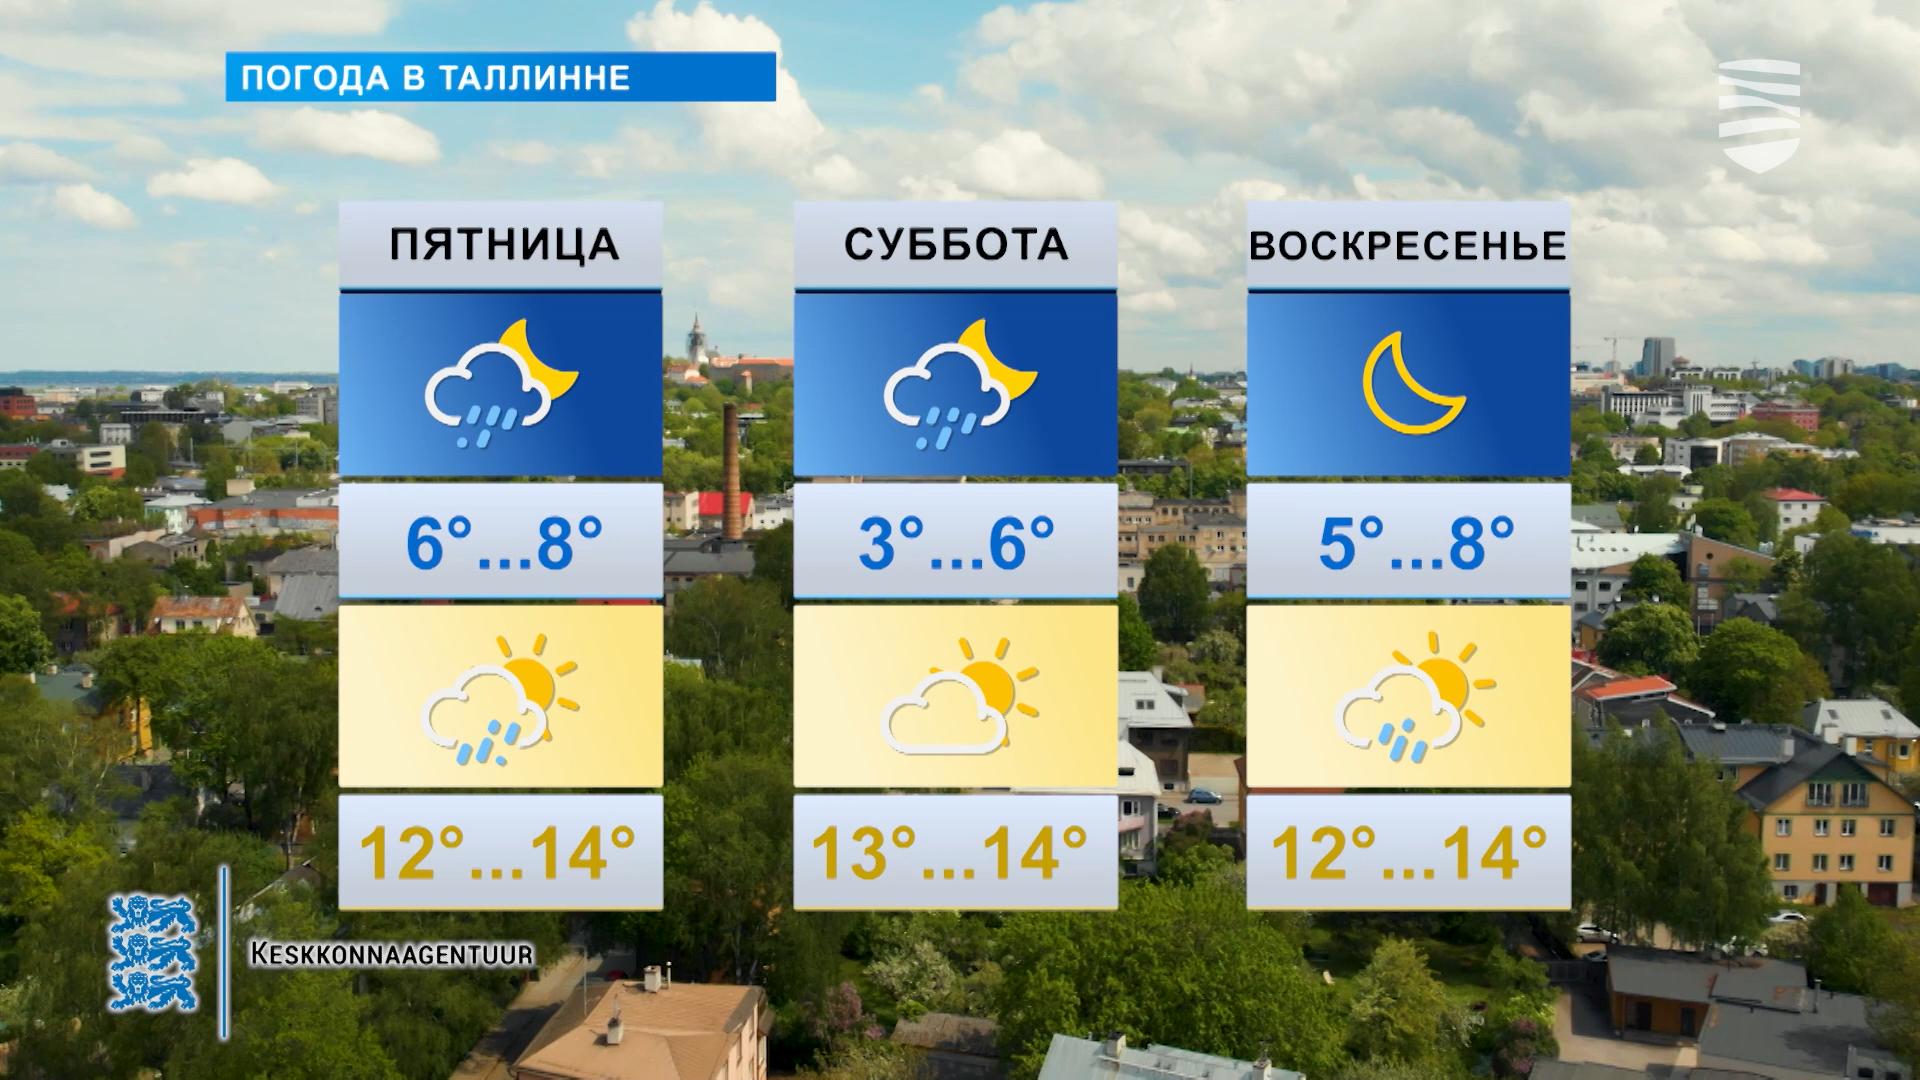 ПОГОДА В ТАЛЛИННЕ
ПЯТНИЦА
6°...8°
12°...14°
СУББОТА
3°...6°
13°...14°
ВОСКРЕСЕНЬЕ
5°...8°
12°...14°
KESKKONNAAGENTUUR